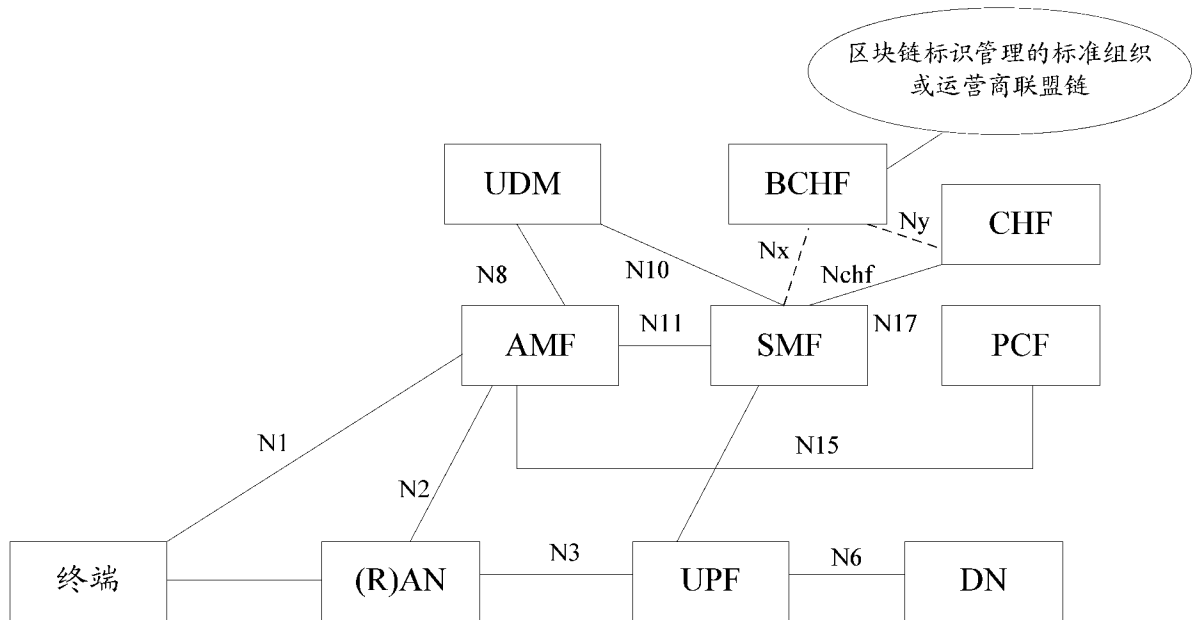 区块链标识管理的标准组织
或运营商联盟链
UDM
BCHF
CHF
Ny
Nx
N8
N10
Nchf
N11
N17
AMF
SMF
PCF
N1
N15
N2
N3
N6
终端
(R)AN
UPF
DN